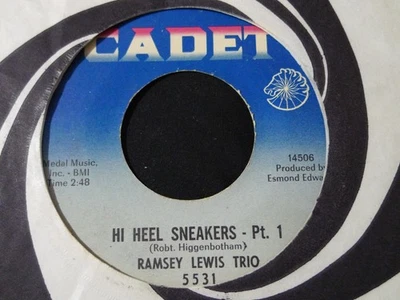 CADET
Medal Music,
Inc. - BMI
Time 2:48
14506
Produced by
Esmond Edwa
HI HEEL SNEAKERS - Pt. 1
(Robt. Higgenbotham)
RAMSEY LEWIS TRIO
5531